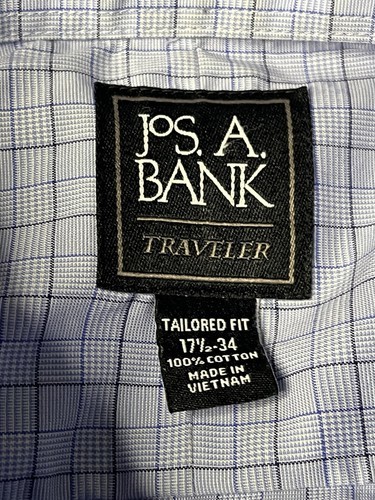 JOS. A.
BANK
TRAVELER
TAILORED FIT
17½-34
100% COTTON
MADE IN
VIETNAM